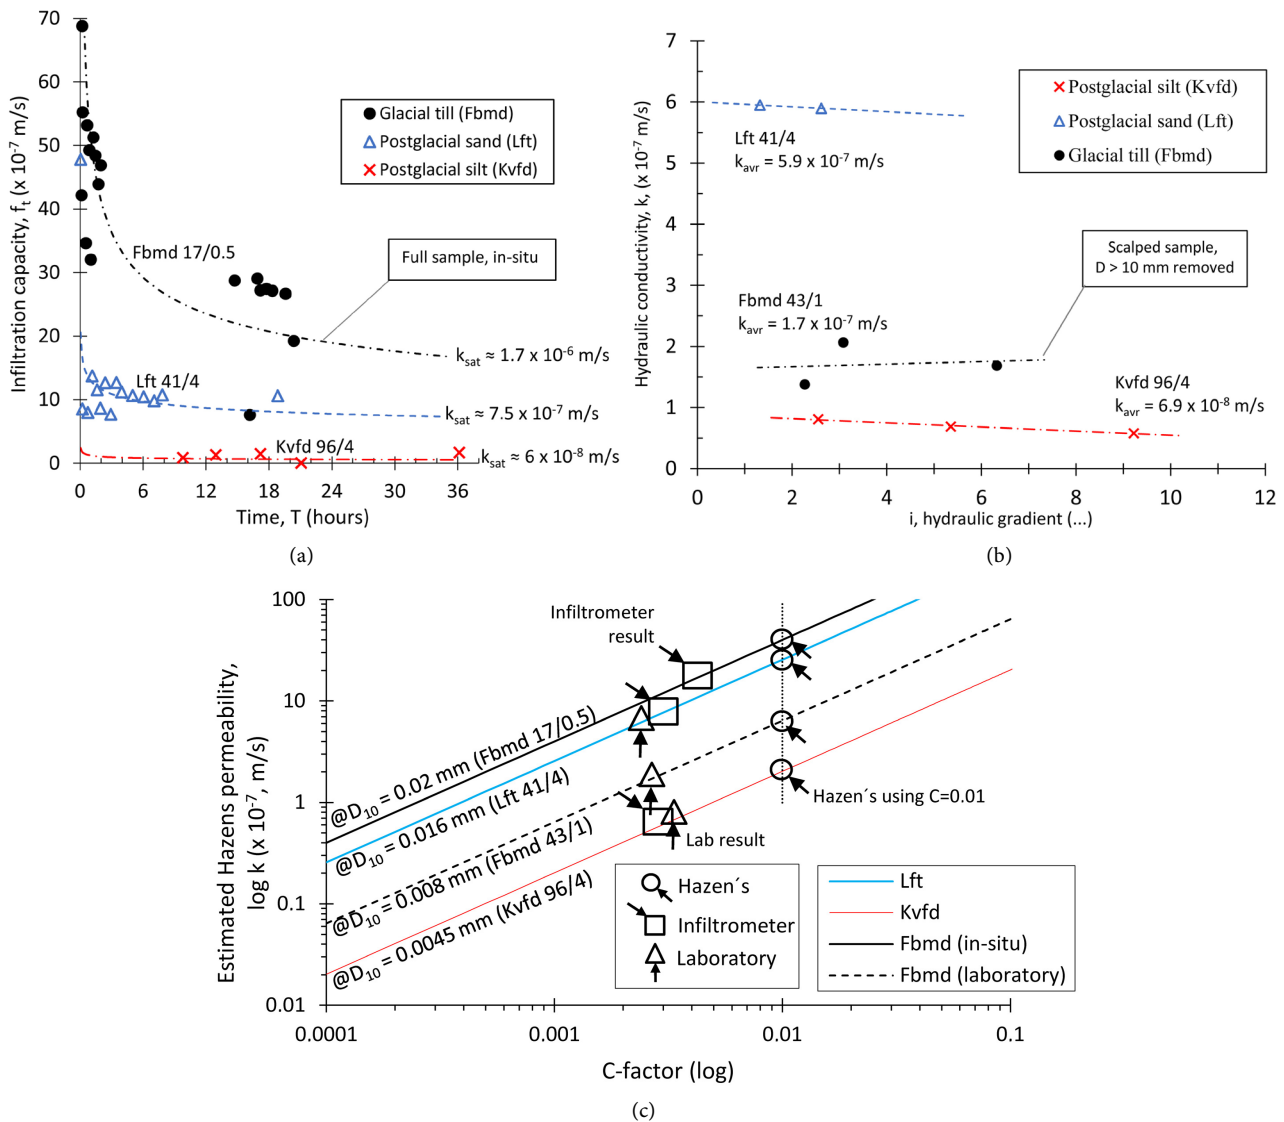 70
60
50
40
30
20
10
0
Infiltration capacity, ft (x 10-7 m/s)
Glacial till (Fbmd)
Postglacial sand (Lft)
Postglacial silt (Kvfd)
Fbmd 17/0.5
Full sample, in-situ
ksat ≈ 1.7 x 10-6 m/s
Lft 41/4
ksat ≈ 7.5 x 10-7 m/s
Kvfd 96/4
ksat ≈ 6 x 10-8 m/s
0 6 12 18 24 30 36
Time, T (hours)
(a)
7
6
5
4
3
2
1
0
Hydraulic conductivity, k, (x 10-7 m/s)
Postglacial silt (Kvfd)
Postglacial sand (Lft)
Glacial till (Fbmd)
Lft 41/4
kavr = 5.9 x 10-7 m/s
Scalped sample,
D > 10 mm removed
Fbmd 43/1
kavr = 1.7 x 10-7 m/s
Kvfd 96/4
kavr = 6.9 x 10-8 m/s
0 2 4 6 8 10 12
i, hydraulic gradient (...)
(b)
100
10
1
0.1
0.01
Estimated Hazens permeability,
log k (x 10-7, m/s)
Infiltrometer
result
@D10 = 0.02 mm (Fbmd 17/0.5)
@D10 = 0.016 mm (Lft 41/4)
@D10 = 0.008 mm (Fbmd 43/1)
@D10 = 0.0045 mm (Kvfd 96/4)
Hazen´s using C=0.01
Lab result
Hazen´s
Infiltrometer
Laboratory
Lft
Kvfd
Fbmd (in-situ)
Fbmd (laboratory)
0.0001 0.001 0.01 0.1
C-factor (log)
(c)